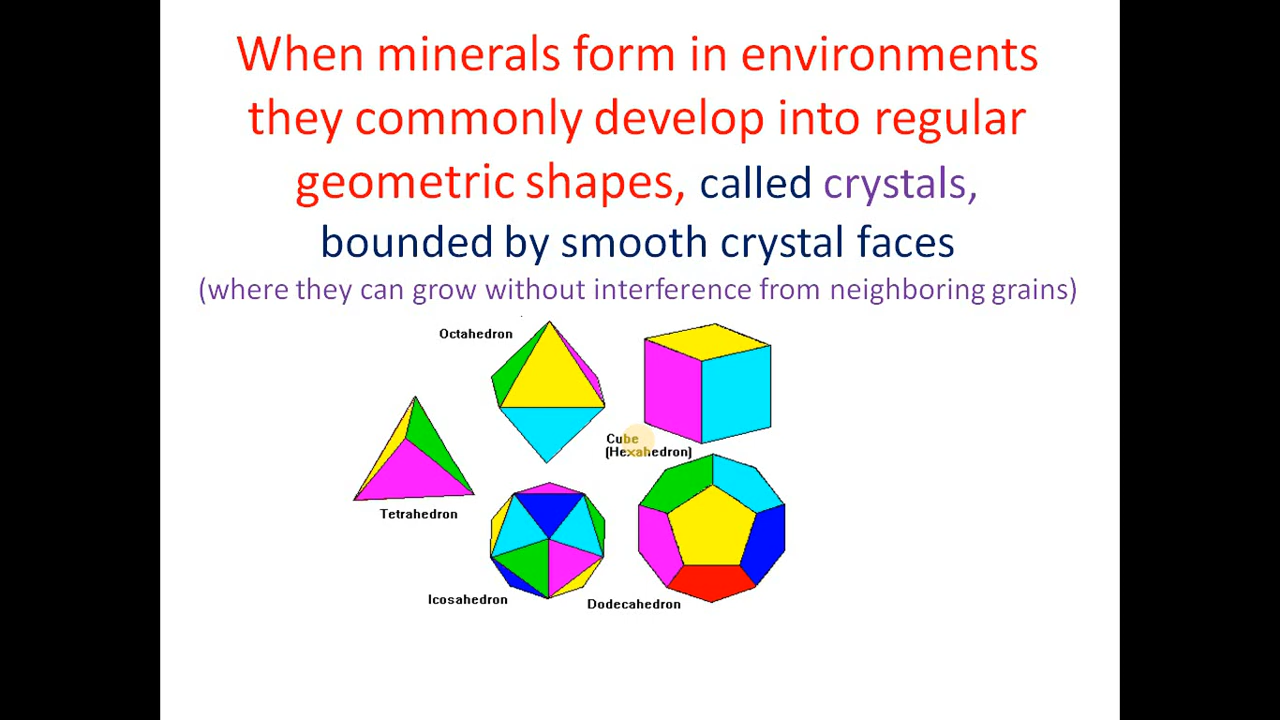 When minerals form in environments
they commonly develop into regular
geometric shapes, called crystals,
bounded by smooth crystal faces
(where they can grow without interference from neighboring grains)
Octahedron
Cube
(Hexahedron)
Tetrahedron
Icosahedron
Dodecahedron